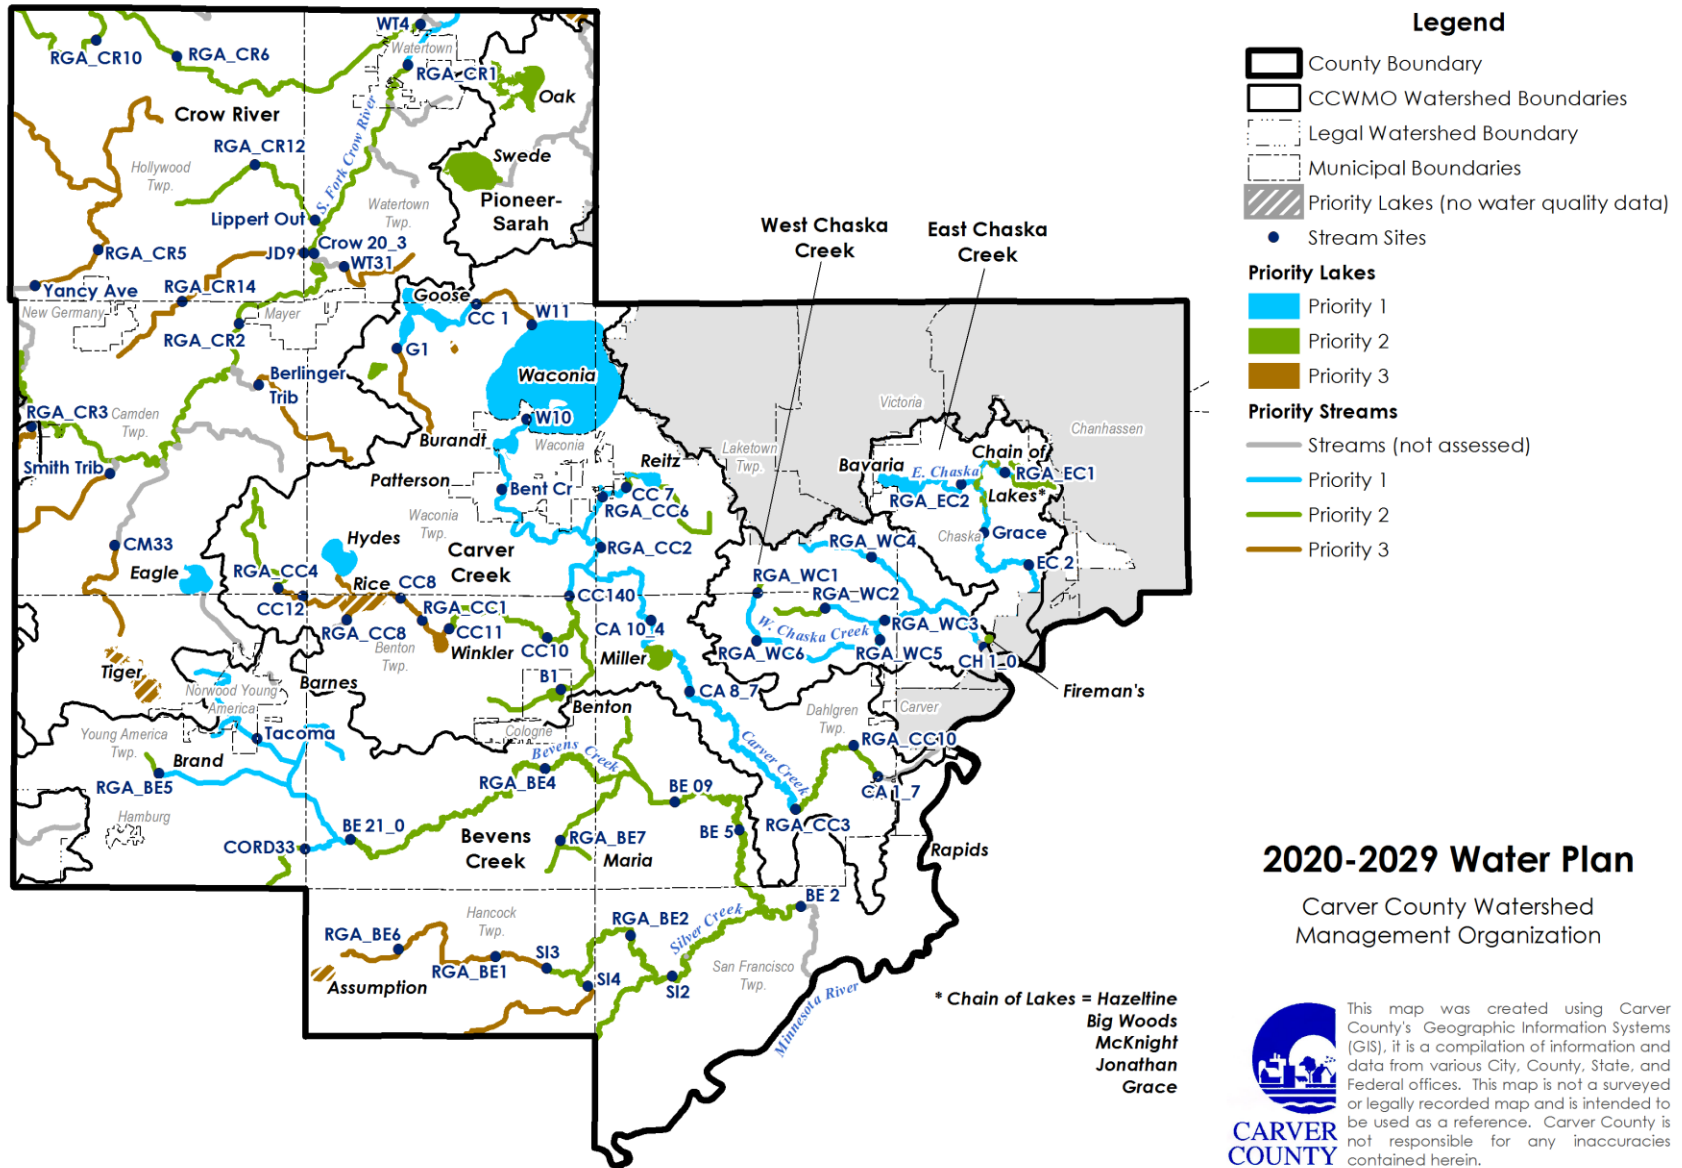 WT4
Watertown
RGA_CR10
RGA_CR6
RGA_CR1
Oak
Crow River
S. Fork Crow River
RGA_CR12
Hollywood
Twp.
Swede
Watertown
Twp.
Pioneer-
Sarah
Lippert Out
RGA_CR5
JD9
Crow 20_3
WT31
Yancy Ave
RGA_CR14
New Germany
Mayer
RGA_CR2
Goose
CC 1
W11
G1
Waconia
Berlinger
Trib
RGA_CR3
Camden
Twp.
W10
Burandt
Waconia
Smith Trib
Patterson
Bent Cr
Reitz
CC 7
RGA_CC6
Waconia
Twp.
CM33
Hydes
Carver
Creek
RGA_CC2
Eagle
RGA_CC4
Rice
CC8
CC12
RGA_CC1
CC140
RGA_CC8
CC11
Benton
Twp.
Winkler
CC10
CA 10_4
Miller
Tiger
Barnes
B1
Norwood Young
America
Benton
CA 8_7
Cologne
Young America
Twp.
Tacoma
Brand
RGA_BE5
Bevens Creek
RGA_BE4
Carver Creek
BE 09
Hamburg
BE 21_0
CORD33
Bevens
Creek
RGA_BE7
Maria
BE 5
RGA_CC3
Dahlgren
Twp.
Carver
RGA_CC10
CA 1_7
Rapids
BE 2
Hancock
Twp.
RGA_BE6
RGA_BE2
Silver Creek
RGA_BE1
SI3
SI4
SI2
Assumption
San Francisco
Twp.
Minnesota River
West Chaska
Creek
East Chaska
Creek
Victoria
Laketown
Twp.
Chanhassen
Bavaria
E. Chaska
Chain of
Lakes*
RGA_EC1
RGA_EC2
Chaska
Grace
EC 2
RGA_WC4
RGA_WC1
RGA_WC2
W. Chaska Creek
RGA_WC3
RGA_WC6
RGA_WC5
CH 1_0
Fireman's
* Chain of Lakes = Hazeltine
Big Woods
McKnight
Jonathan
Grace
Legend
County Boundary
CCWMO Watershed Boundaries
Legal Watershed Boundary
Municipal Boundaries
Priority Lakes (no water quality data)
Stream Sites
Priority Lakes
Priority 1
Priority 2
Priority 3
Priority Streams
Streams (not assessed)
Priority 1
Priority 2
Priority 3
2020-2029 Water Plan
Carver County Watershed
Management Organization
CARVER
COUNTY
This map was created using Carver
County's Geographic Information Systems
(GIS), it is a compilation of information and
data from various City, County, State, and
Federal offices. This map is not a surveyed
or legally recorded map and is intended to
be used as a reference. Carver County is
not responsible for any inaccuracies
contained herein.